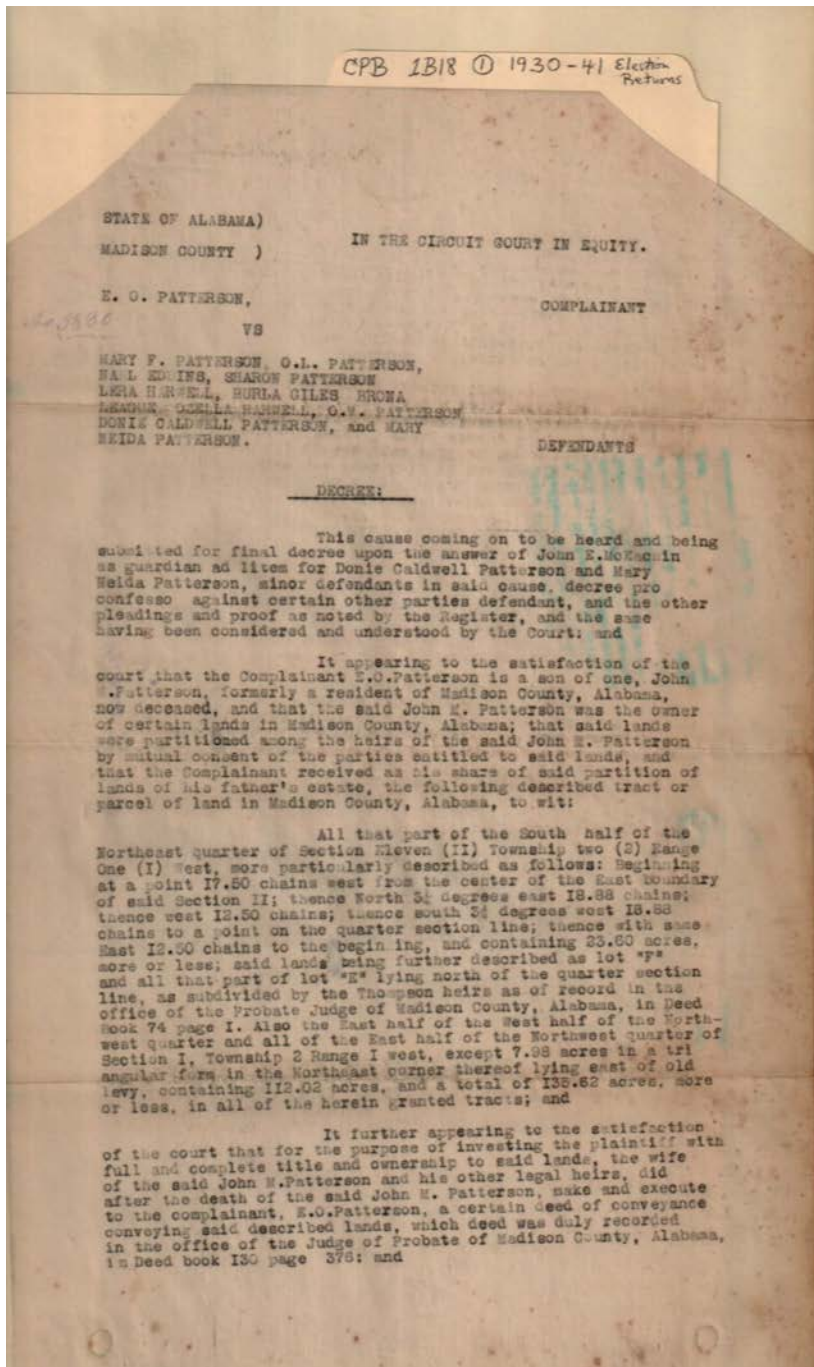 CPB 1B18 ① 1930-41 Election
Returns
STATE OF ALABAMA)
MADISON COUNTY )
IN THE CIRCUIT COURT IN EQUITY.
E. O. PATTERSON,
COMPLAINANT
VS
MARY F. PATTERSON, O.L. PATTERSON,
EDDINS, SHARON PATTERSON
LERA HARWELL, BURLA GILES BRONA
LEAGUE, OZELLA HARWELL, O.M. PATTERSON
DONIE CALDWELL PATTERSON, and MARY
NEIDA PATTERSON.
DEFENDANTS
DECREE:
This cause coming on to be heard and being
submitted for final decree upon the answer of John E.McEachin
as guardian ad litem for Donie Caldwell Patterson and Mary
Neida Patterson, minor defendants in said cause, decree pro
confesso against certain other parties defendant, and the other
pleadings and proof as noted by the Register, and the same
having been considered and understood by the Court: and
It appearing to the satisfaction of the
court that the Complainant E.O.Patterson is a son of one, John
M.Patterson, formerly a resident of Madison County, Alabama,
now deceased, and that the said John M. Patterson was the owner
of certain lands in Madison County, Alabama; that said lands
were partitioned among the heirs of the said John M. Patterson
by mutual consent of the parties entitled to said lands, and
that the Complainant received as his share of said partition of
lands of his father's estate, the following described tract or
parcel of land in Madison County, Alabama, to wit:
All that part of the South half of the
Northeast quarter of Section Eleven (II) Township two (2) Range
One (I) West, more particularly described as follows: Beginning
at a point I7.50 chains west from the center of the East boundary
of said Section II; thence North degrees east I8.88 chains;
thence west I2.50 chains; thence south degrees west I8.88
chains to a point on the quarter section line; thence with same
East I2.50 chains to the begin ing, and containing 23.60 acres,
more or less; said lands being further described as lot "F"
and all that part of lot "E" lying north of the quarter section
line, as subdivided by the Thompson heirs as of record in the
office of the Probate Judge of Madison County, Alabama, in Deed
Book 74 page I. Also the East half of the West half of the North-
west quarter and all of the East half of the Northwest quarter of
Section I, Township 2 Range I west, except 7.98 acres in a tri
angular form in the Northeast corner thereof lying east of old
levy, containing II2.02 acres, and a total of I35.62 acres, more
or less, in all of the herein granted tracts; and
It further appearing to the satisfaction
of the court that for the purpose of investing the plaintiff with
full and complete title and ownership to said lands, the wife
of the said John M.Patterson and his other legal heirs, did
after the death of the said John M. Patterson, make and execute
to the complainant, E.O.Patterson, a certain deed of conveyance
conveying said described lands, which deed was duly recorded
in the office of the Judge of Probate of Madison County, Alabama,
in Deed book I30 page 376: and